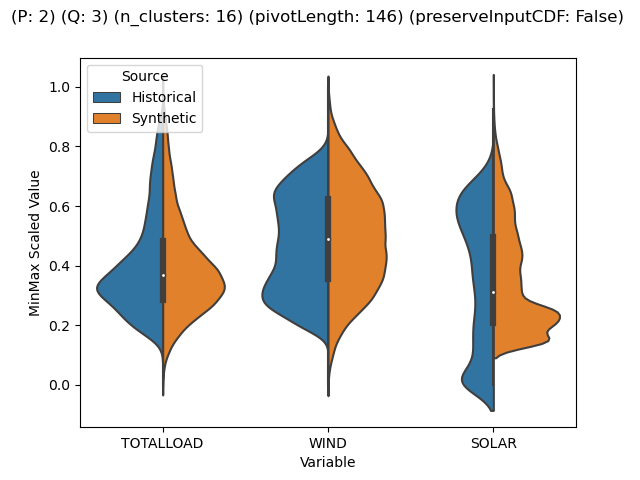 (P: 2) (Q: 3) (n_clusters: 16) (pivotLength: 146) (preserveInputCDF: False)
Source
Historical
Synthetic
MinMax Scaled Value
1.0
0.8
0.6
0.4
0.2
0.0
TOTALLOAD
WIND
SOLAR
Variable